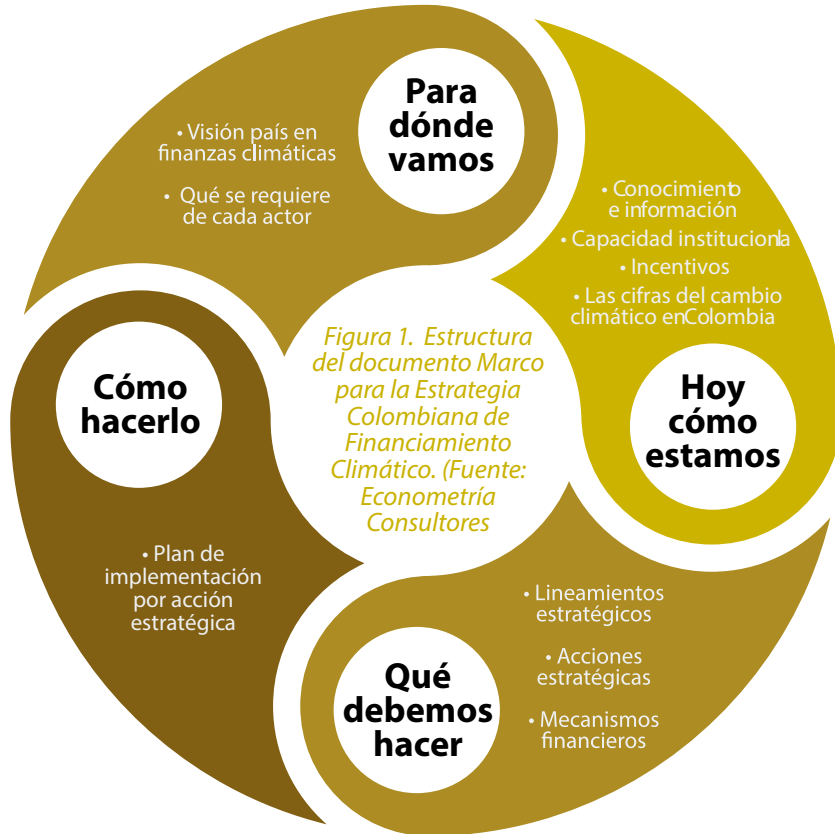 Para
dónde
vamos
• Visión país en
finanzas climáticas
• Qué se requiere
de cada actor
• Conocimiento
e información
• Capacidad instituciona
• Incentivos
• Las cifras del cambio
climático enColombia
Hoy
cómo
estamos
Figura 1. Estructura
del documento Marco
para la Estrategia
Colombiana de
Financiamiento
Climático. (Fuente:
Econometría
Consultores
Cómo
hacerlo
• Plan de
implementación
por acción
estratégica
• Lineamientos
estratégicos
• Acciones
estratégicas
• Mecanismos
financieros
Qué
debemos
hacer